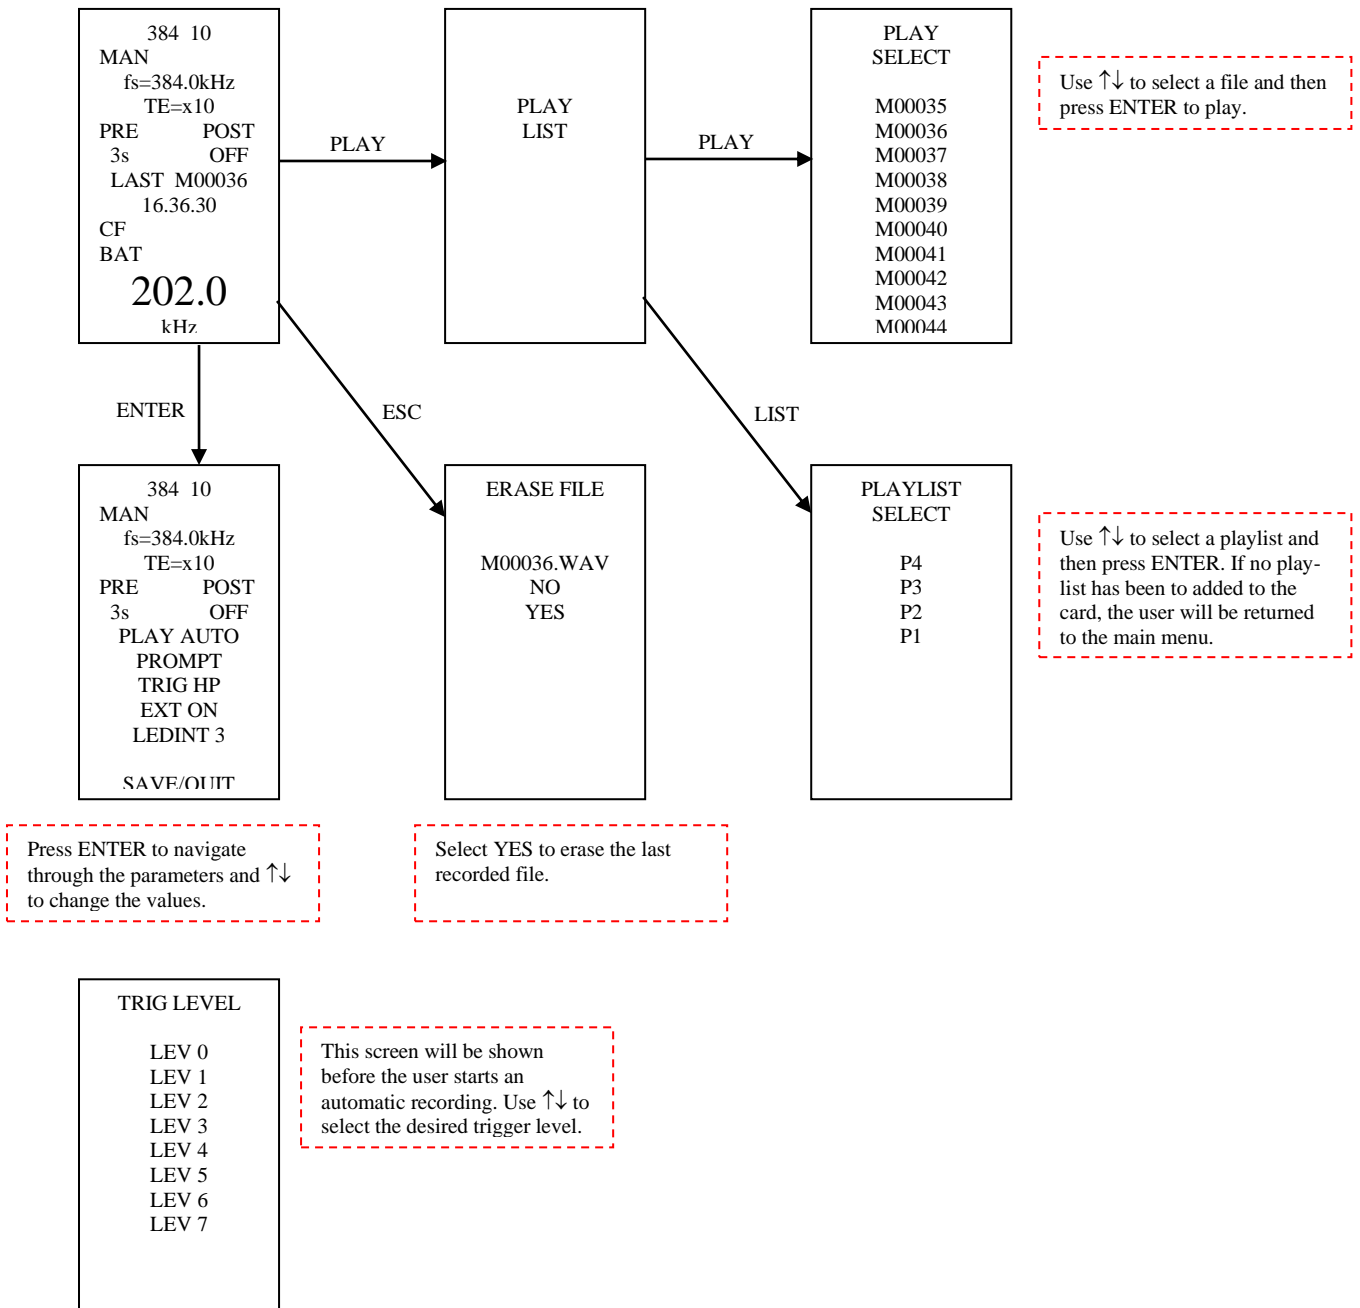 384 10
MAN
fs=384.0kHz
TE=x10
PRE POST
3s OFF
LAST M00036
16.36.30
CF
BAT
202.0
kHz
PLAY
PLAY
LIST
PLAY
PLAY
SELECT
M00035
M00036
M00037
M00038
M00039
M00040
M00041
M00042
M00043
M00044
Use ↑↓ to select a file and then
press ENTER to play.
ENTER
ESC
LIST
384 10
MAN
fs=384.0kHz
TE=x10
PRE POST
3s OFF
PLAY AUTO
PROMPT
TRIG HP
EXT ON
LEDINT 3
SAVE/QUIT
ERASE FILE
M00036.WAV
NO
YES
PLAYLIST
SELECT
P4
P3
P2
P1
Use ↑↓ to select a playlist and
then press ENTER. If no play-
list has been to added to the
card, the user will be returned
to the main menu.
Press ENTER to navigate
through the parameters and ↑↓
to change the values.
Select YES to erase the last
recorded file.
TRIG LEVEL
LEV 0
LEV 1
LEV 2
LEV 3
LEV 4
LEV 5
LEV 6
LEV 7
This screen will be shown
before the user starts an
automatic recording. Use ↑↓ to
select the desired trigger level.